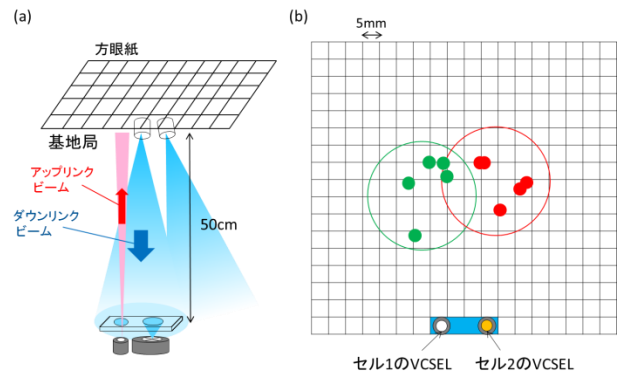 (a)
方眼紙
基地局
アップリンク
ビーム
ダウンリンク
ビーム
50cm
(b)
5mm
セル1のVCSEL
セル2のVCSEL